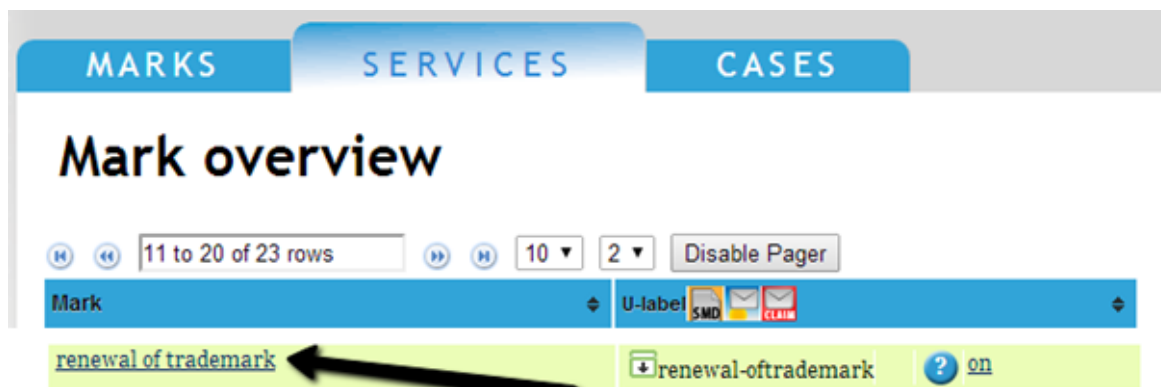 MARKS SERVICES CASES
Mark overview
11 to 20 of 23 rows 10 2 Disable Pager
Mark U-label SMD CLAIM
renewal of trademark renewal-oftrademark ? on